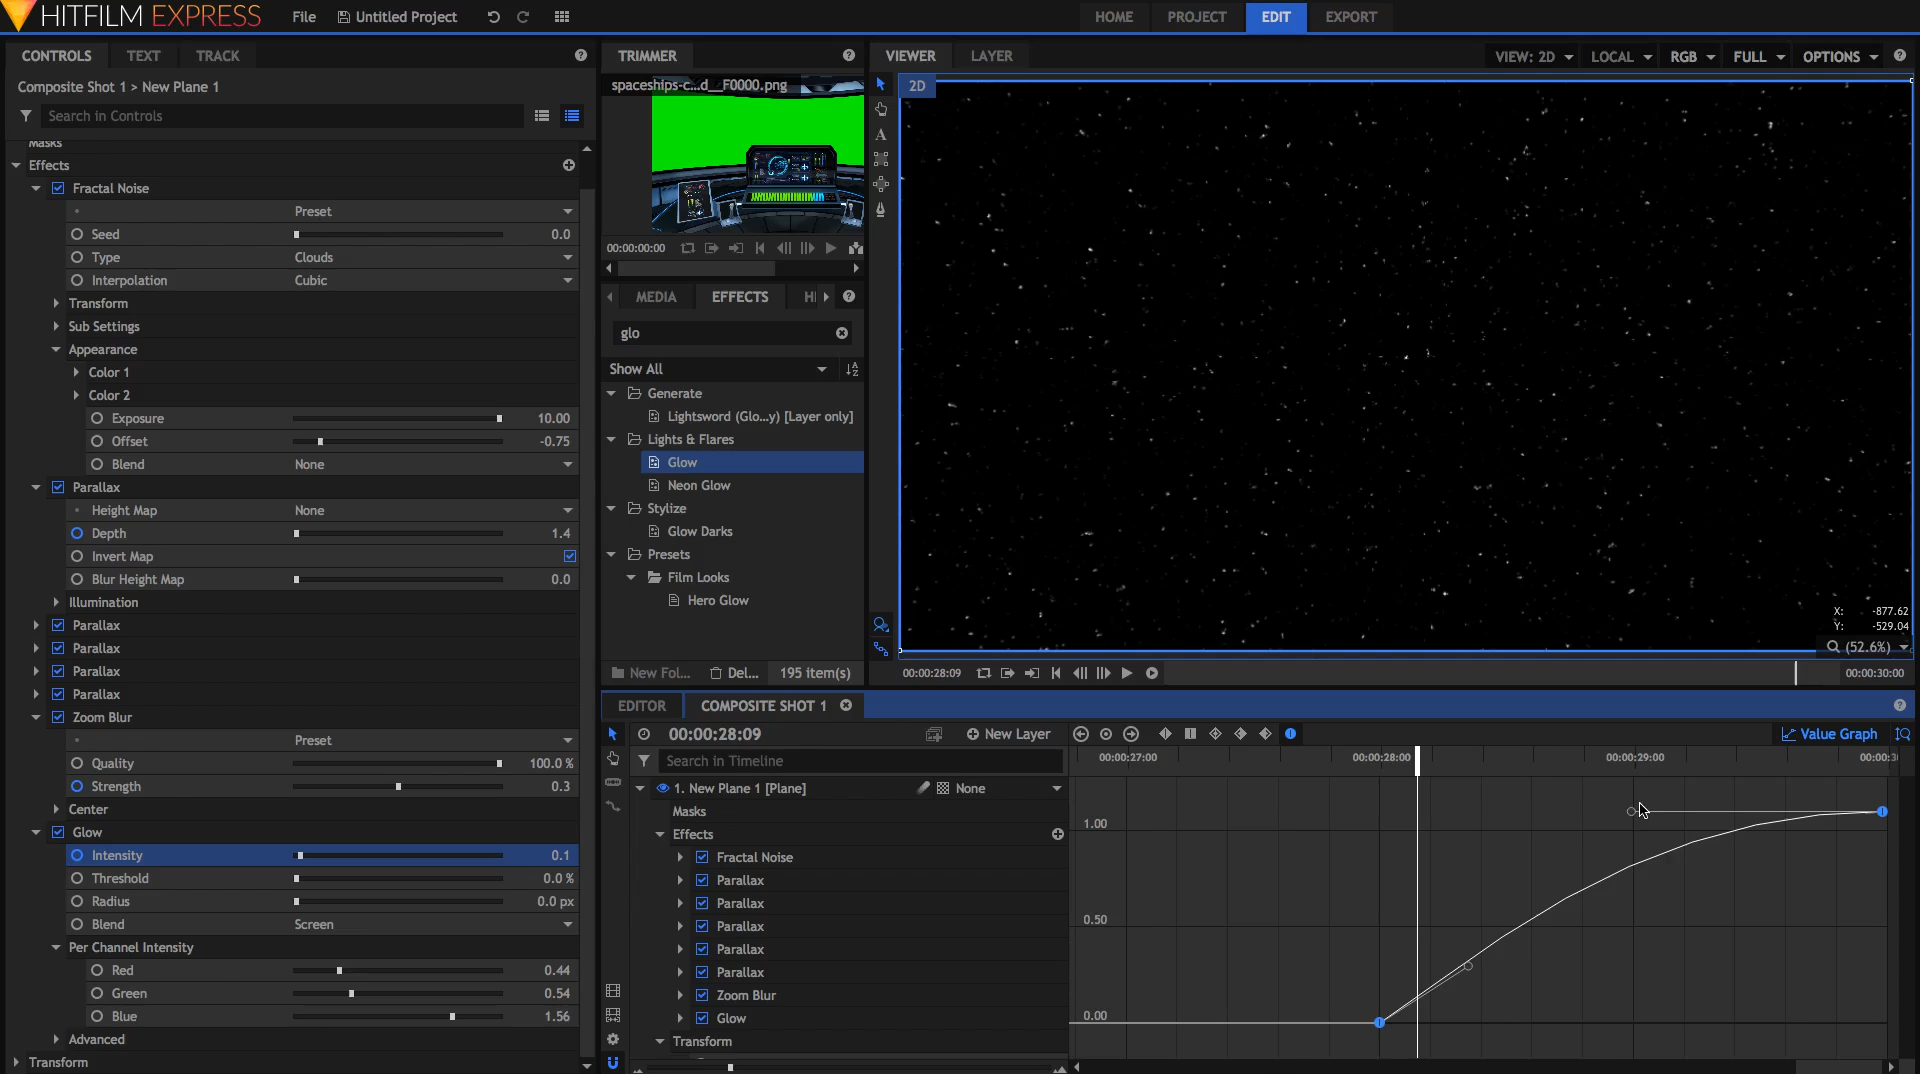 HITFILM EXPRESS
File
Untitled Project
HOME
PROJECT
EDIT
EXPORT
CONTROLS
TEXT
TRACK
Composite Shot 1 > New Plane 1
Search in Controls
Masks
Effects
Fractal Noise
Preset
Seed 0.0
Type Clouds
Interpolation Cubic
Transform
Sub Settings
Appearance
Color 1
Color 2
Exposure 10.00
Offset -0.75
Blend None
Parallax
Height Map None
Depth 1.4
Invert Map
Blur Height Map 0.0
Illumination
Parallax
Parallax
Parallax
Parallax
Zoom Blur
Preset
Quality 100.0 %
Strength 0.3
Center
Glow
Intensity 0.1
Threshold 0.0 %
Radius 0.0 px
Blend Screen
Per Channel Intensity
Red 0.44
Green 0.54
Blue 1.56
Advanced
Transform
TRIMMER
spaceships-c...d__F0000.png
00:00:00:00
MEDIA
EFFECTS
glo
Show All
Generate
Lightsword (Glo...y) [Layer only]
Lights & Flares
Glow
Neon Glow
Stylize
Glow Darks
Presets
Film Looks
Hero Glow
New Fol...
Del...
195 item(s)
VIEWER
LAYER
VIEW: 2D
LOCAL
RGB
FULL
OPTIONS
2D
X: -877.62
Y: -529.04
(52.6%)
00:00:28:09
00:00:30:00
EDITOR
COMPOSITE SHOT 1
00:00:28:09
New Layer
Value Graph
Search in Timeline
00:00:27:00
00:00:28:00
00:00:29:00
00:00:3
1. New Plane 1 [Plane]
None
Masks
Effects
Fractal Noise
Parallax
Parallax
Parallax
Parallax
Parallax
Zoom Blur
Glow
Transform
1.00
0.50
0.00